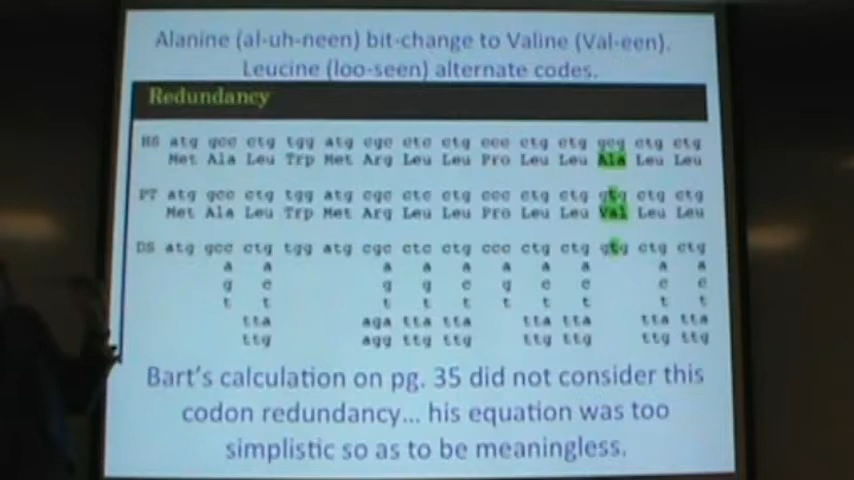 Alanine (al-uh-neen) bit-change to Valine (Val-een).
Leucine (loo-seen) alternate codes.
Redundancy
HS atg gcc ctg tgg atg cgc ctc ctg ccc ctg ctg gcg ctg ctg
Met Ala Leu Trp Met Arg Leu Leu Pro Leu Leu Ala Leu Leu
PT atg gcc ctg tgg atg cgc ctc ctg ccc ctg ctg gtg ctg ctg
Met Ala Leu Trp Met Arg Leu Leu Pro Leu Leu Val Leu Leu
DS atg gcc ctg tgg atg cgc ctc ctg ccc ctg ctg gtg ctg ctg
a a a a a a a a a a
g c g g c g c c c c
t t t t t t t t t t
tta aga tta tta tta tta tta tta
ttg agg ttg ttg ttg ttg ttg ttg
Bart's calculation on pg. 35 did not consider this
codon redundancy... his equation was too
simplistic so as to be meaningless.